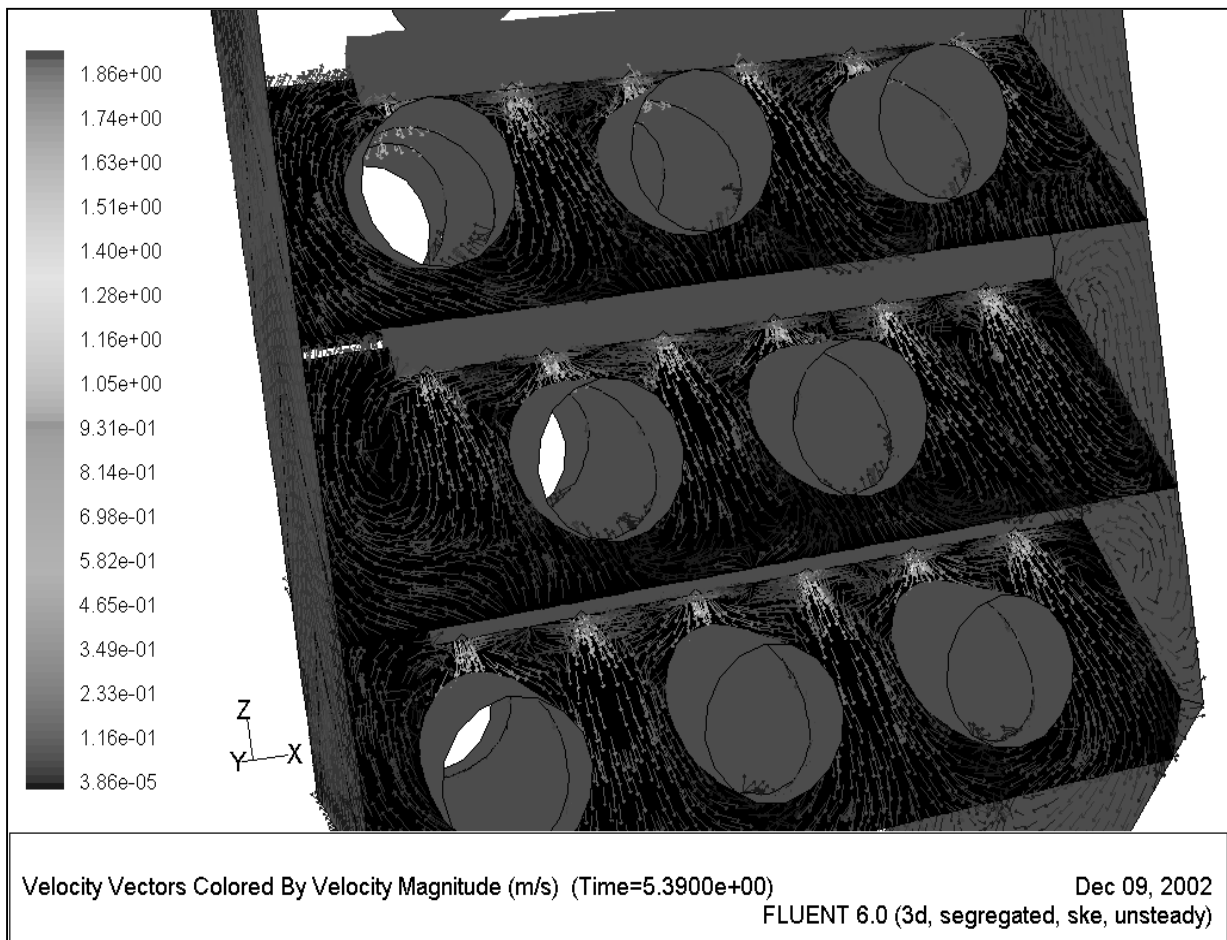 1.86e+00
1.74e+00
1.63e+00
1.51e+00
1.40e+00
1.28e+00
1.16e+00
1.05e+00
9.31e-01
8.14e-01
6.98e-01
5.82e-01
4.65e-01
3.49e-01
2.33e-01
1.16e-01
3.86e-05
Z
Y X
Velocity Vectors Colored By Velocity Magnitude (m/s) (Time=5.3900e+00)
Dec 09, 2002
FLUENT 6.0 (3d, segregated, ske, unsteady)